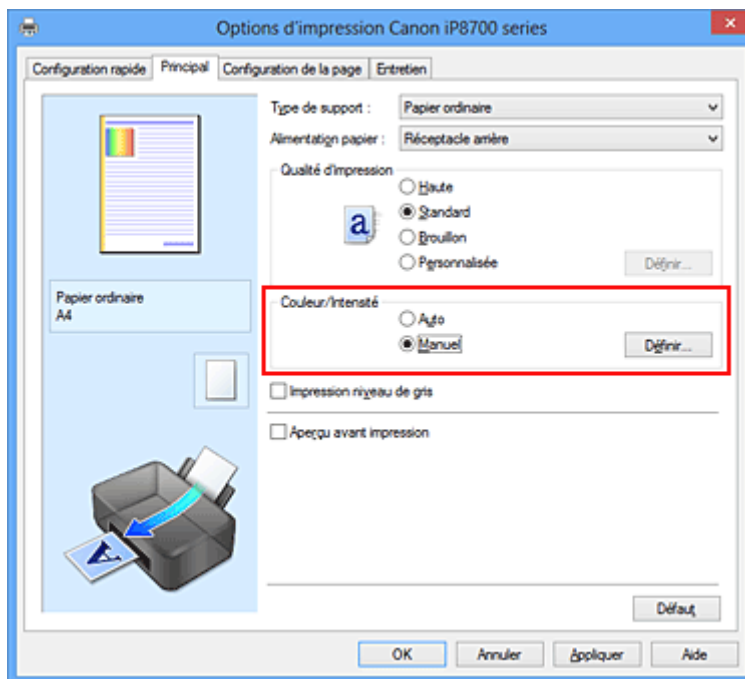 Options d'impression Canon iP8700 series
Configuration rapide Principal Configuration de la page Entretien
Type de support : Papier ordinaire
Alimentation papier : Réceptacle arrière
Qualité d'impression
Haute
Standard
Brouillon
Personnalisée Définir...
a
Papier ordinaire
A4
Couleur/Intensité
Auto
Manuel Définir...
Impression niveau de gris
Aperçu avant impression
A
Défaut
OK Annuler Appliquer Aide